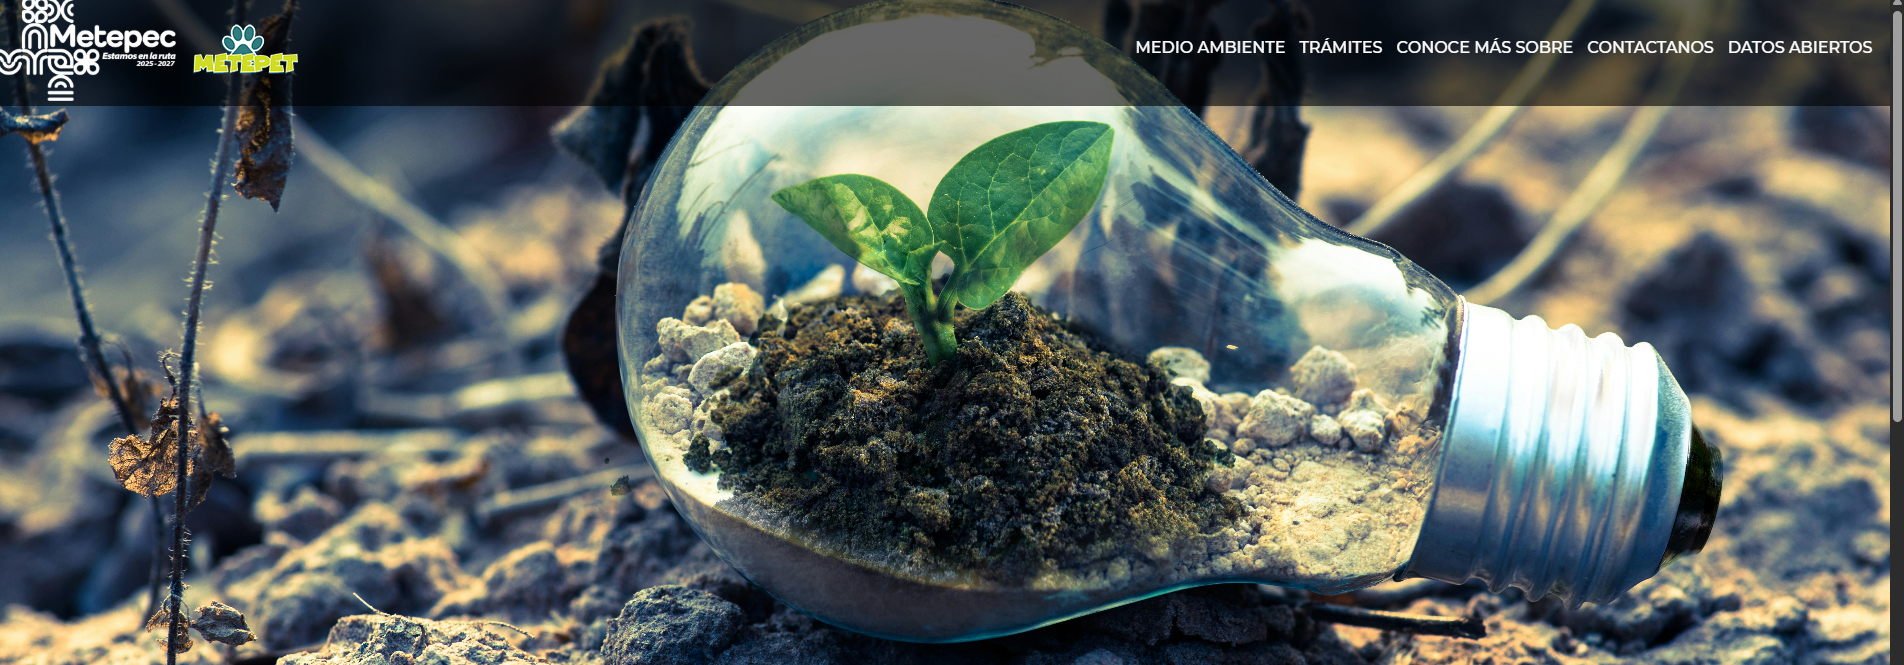 Metepec
Estamos en la ruta
2025 - 2027
METEPET
MEDIO AMBIENTE
TRÁMITES
CONOCE MÁS SOBRE
CONTACTANOS
DATOS ABIERTOS